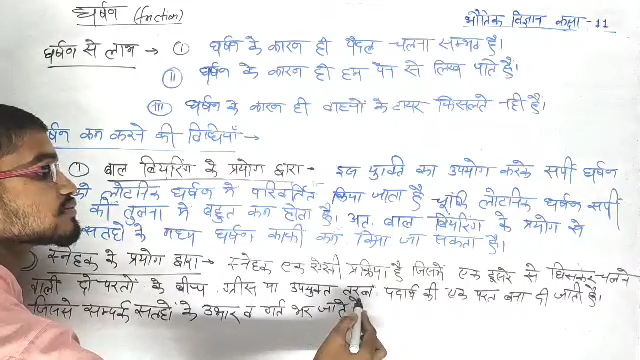 घर्षण (friction)
भौतिक विज्ञान कक्षा - 11
घर्षण से लाभ → I घर्षण के कारण ही पैदल चलना सम्भव है।
II घर्षण के कारण ही हम पेन से लिख पाते हैं।
III घर्षण के कारण ही वाहनों के टायर फिसलते नहीं है।
घर्षण कम करने की विधियाँ →
① बाल बियरिंग के प्रयोग द्वारा - इस युक्ति का उपयोग करके सर्पी घर्षण
को लोटनिक घर्षण में परिवर्तित किया जाता है चूंकि लोटनिक घर्षण सर्पी
की तुलना में बहुत कम होता है। अतः बाल बियरिंग के प्रयोग से
सतहों के मध्य घर्षण काफी कम किया जा सकता है।
स्नेहक के प्रयोग द्वारा - स्नेहक एक ऐसी प्रक्रिया है जिसमें एक दूसरे से घिसकर चलने
वाली दो परतों के बीच ग्रीस या उपयुक्त तरल पदार्थ की एक परत बना दी जाती है।
जिससे सम्पर्क सतहों के उभार व गर्त भर जाते